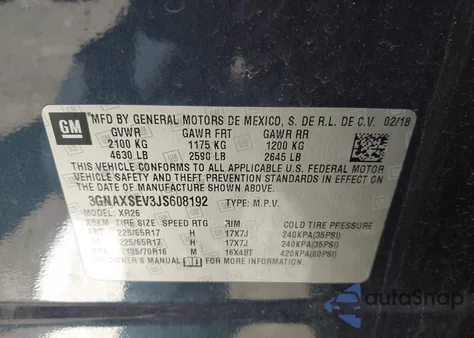 GM
MFD BY GENERAL MOTORS DE MEXICO, S. DE R.L. DE C.V. 02/18
GVWR GAWR FRT GAWR RR
2100 KG 1175 KG 1200 KG
4630 LB 2590 LB 2645 LB
THIS VEHICLE CONFORMS TO ALL APPLICABLE U.S. FEDERAL MOTOR
VEHICLE SAFETY AND THEFT PREVENTION STANDARDS IN EFFECT ON
THE DATE OF MANUFACTURE SHOWN ABOVE.
3GNAXSEV3JS608192 TYPE: M.P.V.
MODEL: XR26
TIRE SIZE SPEED RTG RIM COLD TIRE PRESSURE
FRT 225/65R17 H 17X7J 240KPA(35PSI)
RR 225/65R17 H 17X7J 240KPA(35PSI)
SPA 135/70R16 M 16X4BT 420KPA(60PSI)
SEE OWNER'S MANUAL FOR MORE INFORMATION.
autoSnap